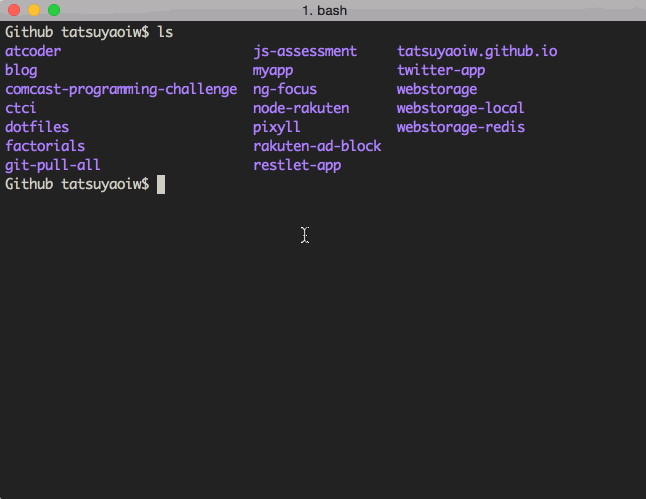 1. bash
Github tatsuyaoiw$ ls
atcoder js-assessment tatsuyaoiw.github.io
blog myapp twitter-app
comcast-programming-challenge ng-focus webstorage
ctci node-rakuten webstorage-local
dotfiles pixyll webstorage-redis
factorials rakuten-ad-block
git-pull-all restlet-app
Github tatsuyaoiw$